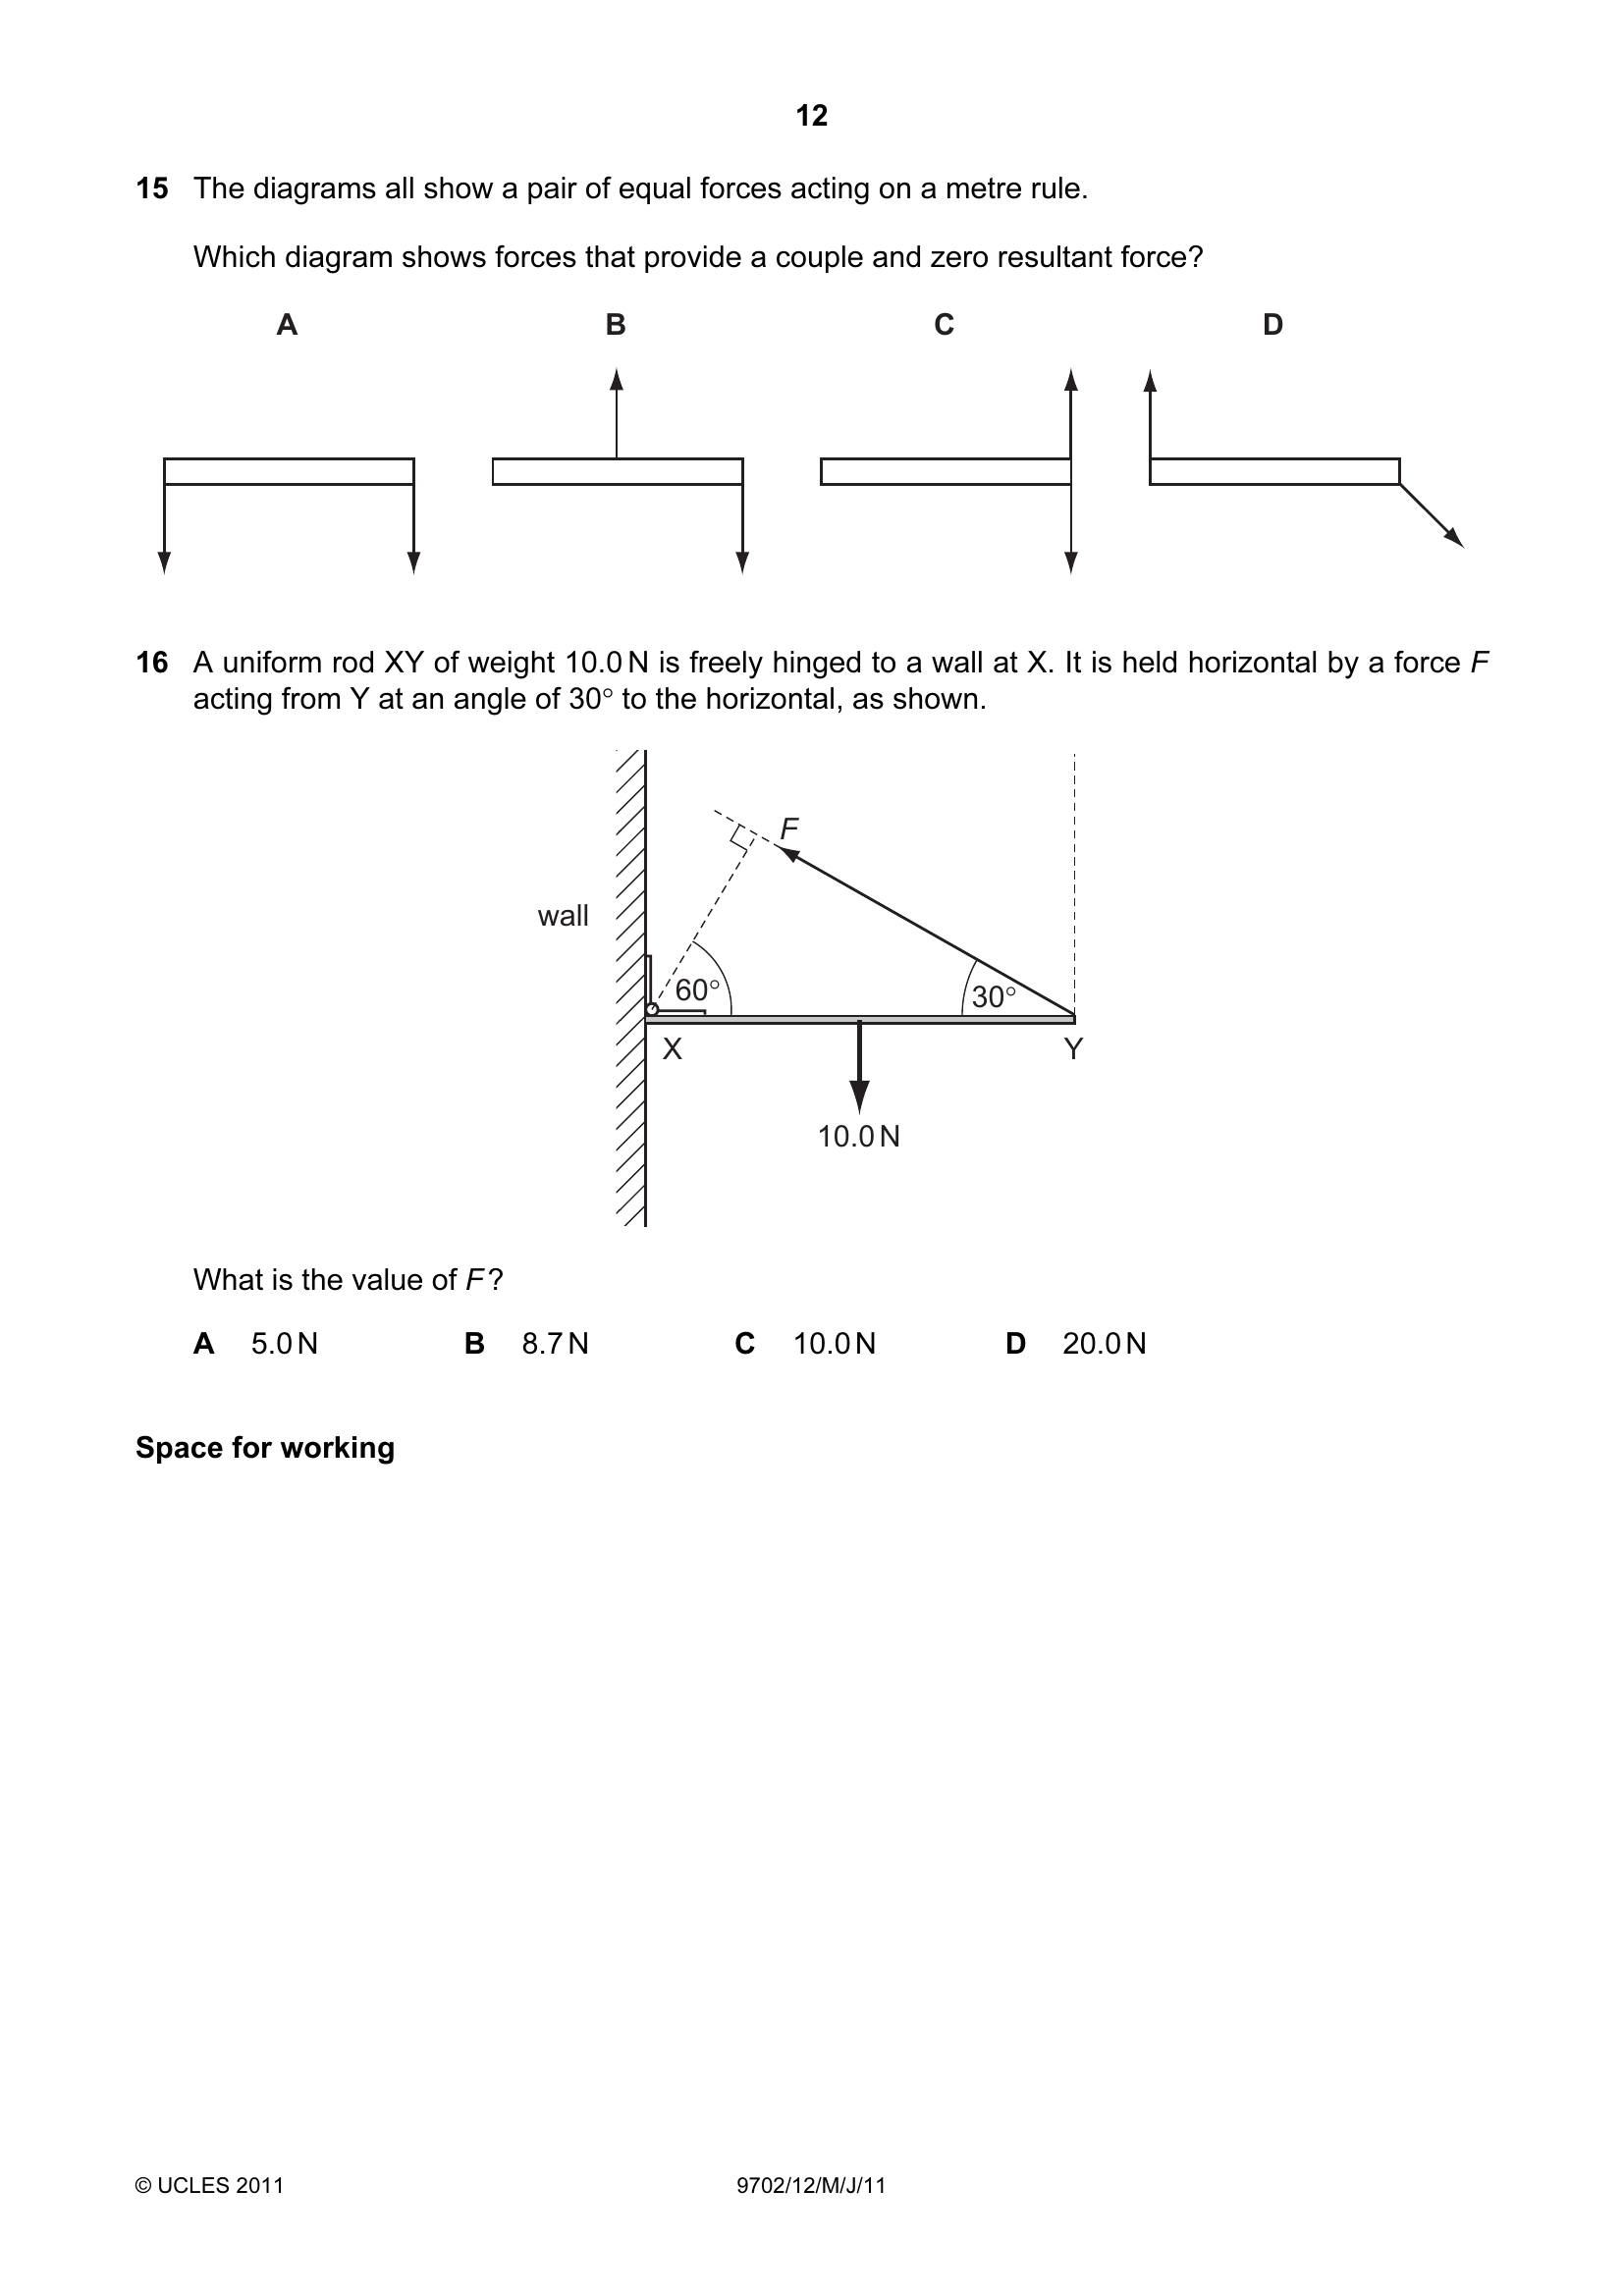 12
15 The diagrams all show a pair of equal forces acting on a metre rule.
Which diagram shows forces that provide a couple and zero resultant force?
A B C D
16 A uniform rod XY of weight 10.0 N is freely hinged to a wall at X. It is held horizontal by a force F
acting from Y at an angle of 30° to the horizontal, as shown.
F
wall
60° 30°
X Y
10.0 N
What is the value of F?
A 5.0 N B 8.7 N C 10.0 N D 20.0 N
Space for working
© UCLES 2011 9702/12/M/J/11